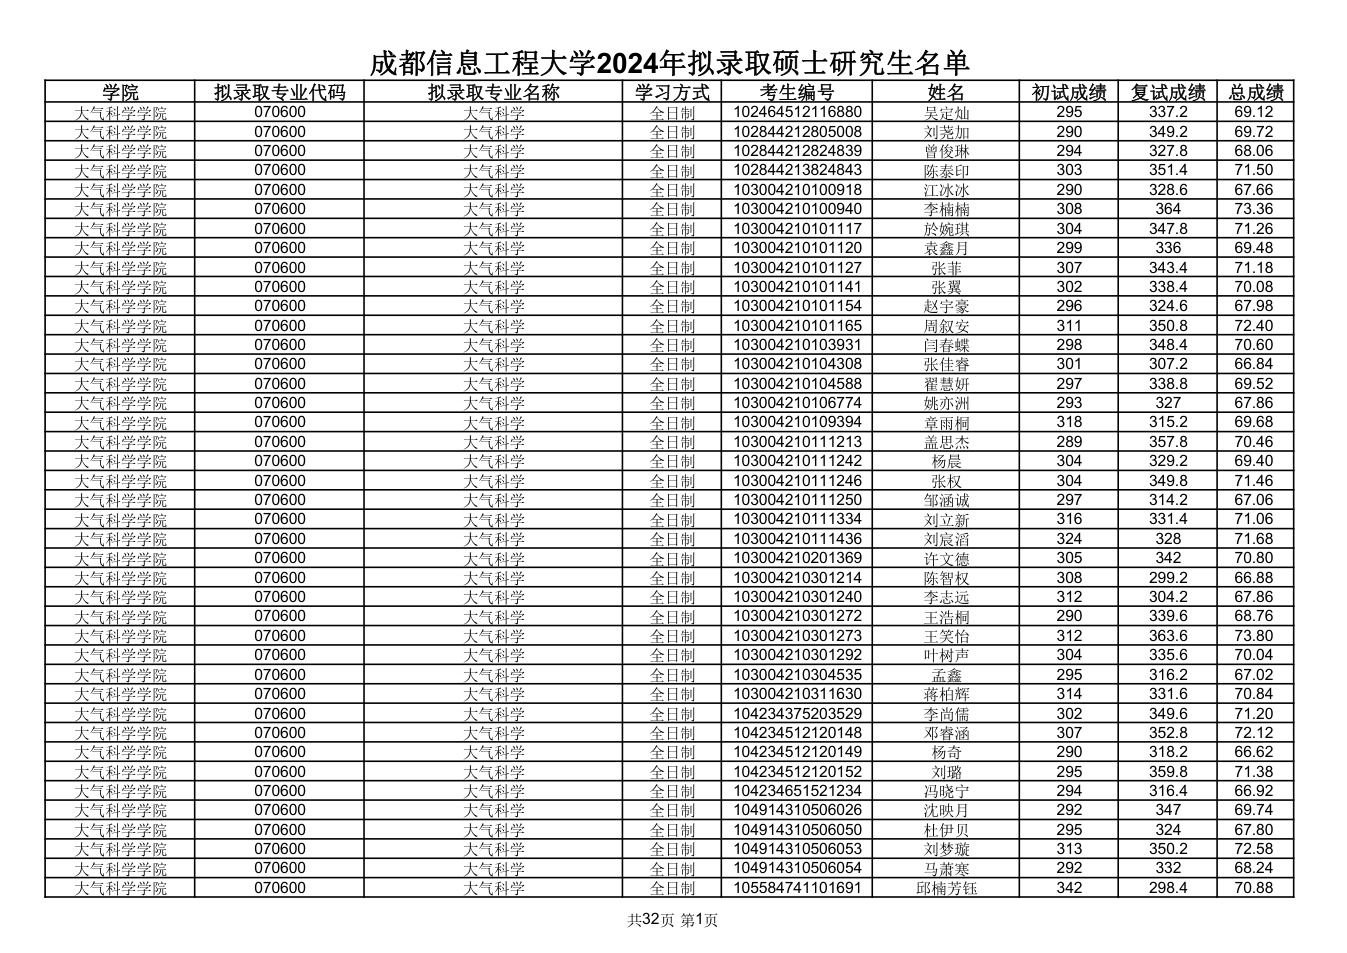 成都信息工程大学2024年拟录取硕士研究生名单
学院 拟录取专业代码 拟录取专业名称 学习方式 考生编号 姓名 初试成绩 复试成绩 总成绩
大气科学学院 070600 大气科学 全日制 102464512116880 吴定灿 295 337.2 69.12
大气科学学院 070600 大气科学 全日制 102844212805008 刘尧加 290 349.2 69.72
大气科学学院 070600 大气科学 全日制 102844212824839 曾俊琳 294 327.8 68.06
大气科学学院 070600 大气科学 全日制 102844213824843 陈泰印 303 351.4 71.50
大气科学学院 070600 大气科学 全日制 103004210100918 江冰冰 290 328.6 67.66
大气科学学院 070600 大气科学 全日制 103004210100940 李楠楠 308 364 73.36
大气科学学院 070600 大气科学 全日制 103004210101117 於婉琪 304 347.8 71.26
大气科学学院 070600 大气科学 全日制 103004210101120 袁鑫月 299 336 69.48
大气科学学院 070600 大气科学 全日制 103004210101127 张菲 307 343.4 71.18
大气科学学院 070600 大气科学 全日制 103004210101141 张翼 302 338.4 70.08
大气科学学院 070600 大气科学 全日制 103004210101154 赵宇豪 296 324.6 67.98
大气科学学院 070600 大气科学 全日制 103004210101165 周叙安 311 350.8 72.40
大气科学学院 070600 大气科学 全日制 103004210103931 闫春蝶 298 348.4 70.60
大气科学学院 070600 大气科学 全日制 103004210104308 张佳睿 301 307.2 66.84
大气科学学院 070600 大气科学 全日制 103004210104588 翟慧妍 297 338.8 69.52
大气科学学院 070600 大气科学 全日制 103004210106774 姚亦洲 293 327 67.86
大气科学学院 070600 大气科学 全日制 103004210109394 章雨桐 318 315.2 69.68
大气科学学院 070600 大气科学 全日制 103004210111213 盖思杰 289 357.8 70.46
大气科学学院 070600 大气科学 全日制 103004210111242 杨晨 304 329.2 69.40
大气科学学院 070600 大气科学 全日制 103004210111246 张权 304 349.8 71.46
大气科学学院 070600 大气科学 全日制 103004210111250 邹涵诚 297 314.2 67.06
大气科学学院 070600 大气科学 全日制 103004210111334 刘立新 316 331.4 71.06
大气科学学院 070600 大气科学 全日制 103004210111436 刘宸滔 324 328 71.68
大气科学学院 070600 大气科学 全日制 103004210201369 许文德 305 342 70.80
大气科学学院 070600 大气科学 全日制 103004210301214 陈智权 308 299.2 66.88
大气科学学院 070600 大气科学 全日制 103004210301240 李志远 312 304.2 67.86
大气科学学院 070600 大气科学 全日制 103004210301272 王浩桐 290 339.6 68.76
大气科学学院 070600 大气科学 全日制 103004210301273 王笑怡 312 363.6 73.80
大气科学学院 070600 大气科学 全日制 103004210301292 叶树声 304 335.6 70.04
大气科学学院 070600 大气科学 全日制 103004210304535 孟鑫 295 316.2 67.02
大气科学学院 070600 大气科学 全日制 103004210311630 蒋柏辉 314 331.6 70.84
大气科学学院 070600 大气科学 全日制 104234375203529 李尚儒 302 349.6 71.20
大气科学学院 070600 大气科学 全日制 104234512120148 邓睿涵 307 352.8 72.12
大气科学学院 070600 大气科学 全日制 104234512120149 杨奇 290 318.2 66.62
大气科学学院 070600 大气科学 全日制 104234512120152 刘璐 295 359.8 71.38
大气科学学院 070600 大气科学 全日制 104234651521234 冯晓宁 294 316.4 66.92
大气科学学院 070600 大气科学 全日制 104914310506026 沈映月 292 347 69.74
大气科学学院 070600 大气科学 全日制 104914310506050 杜伊贝 295 324 67.80
大气科学学院 070600 大气科学 全日制 104914310506053 刘梦璇 313 350.2 72.58
大气科学学院 070600 大气科学 全日制 104914310506054 马萧寒 292 332 68.24
大气科学学院 070600 大气科学 全日制 105584741101691 邱楠芳钰 342 298.4 70.88
共32页 第1页